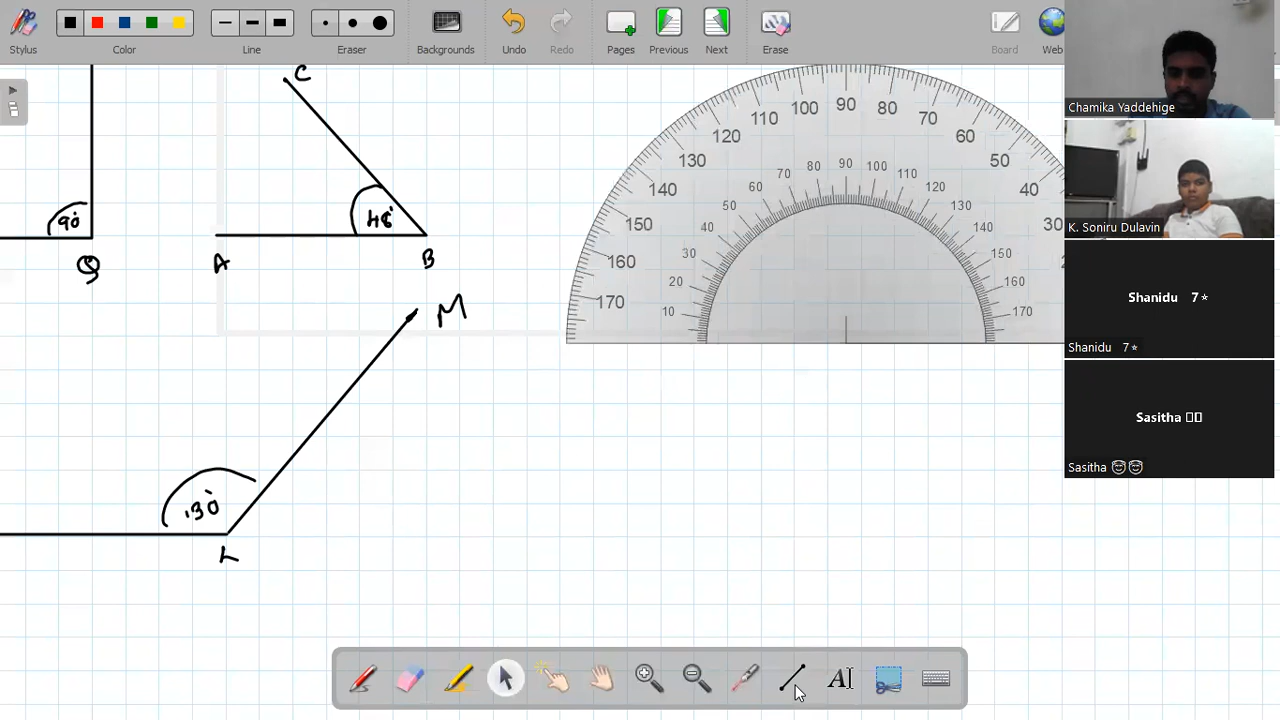 Stylus
Color
Line
Eraser
Backgrounds
Undo
Redo
Pages
Previous
Next
Erase
Board
Web
Chamika Yaddehige
K. Soniru Dulavin
Shanidu 7⭐
Shanidu 7⭐
Sasitha
Sasitha 😇😇
C
90°
Q
48°
A
B
M
130°
L
90
100 80
110 70
120 60
130 50
140 40
150 30
160
170
90
80 100
70 110
60 120
50 130
40 140
30 150
20 160
10 170
A